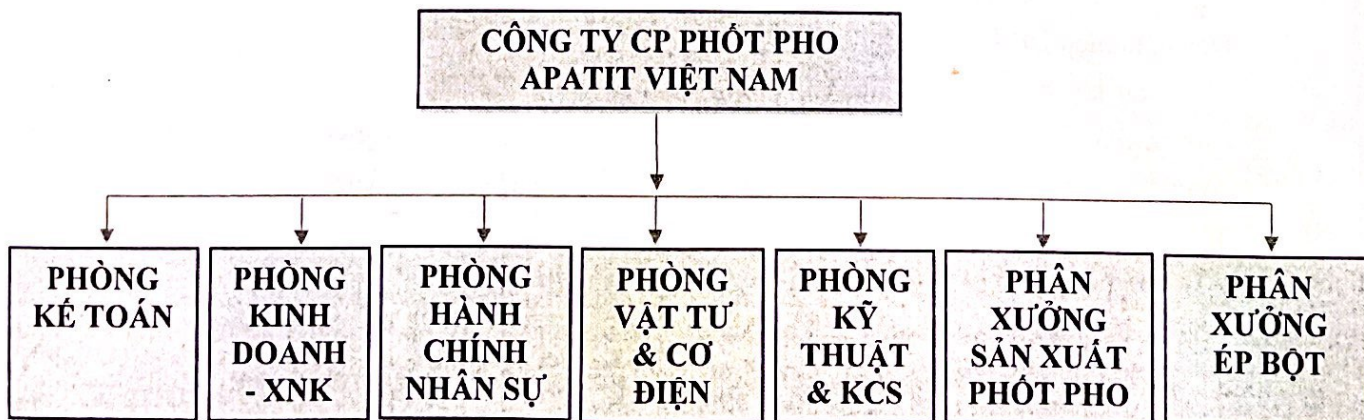 CÔNG TY CP PHỐT PHO
APATIT VIỆT NAM
PHÒNG
KẾ TOÁN
PHÒNG
KINH
DOANH
- XNK
PHÒNG
HÀNH
CHÍNH
NHÂN SỰ
PHÒNG
VẬT TƯ
& CƠ
ĐIỆN
PHÒNG
KỸ
THUẬT
& KCS
PHÂN
XƯỞNG
SẢN XUẤT
PHỐT PHO
PHÂN
XƯỞNG
ÉP BỘT